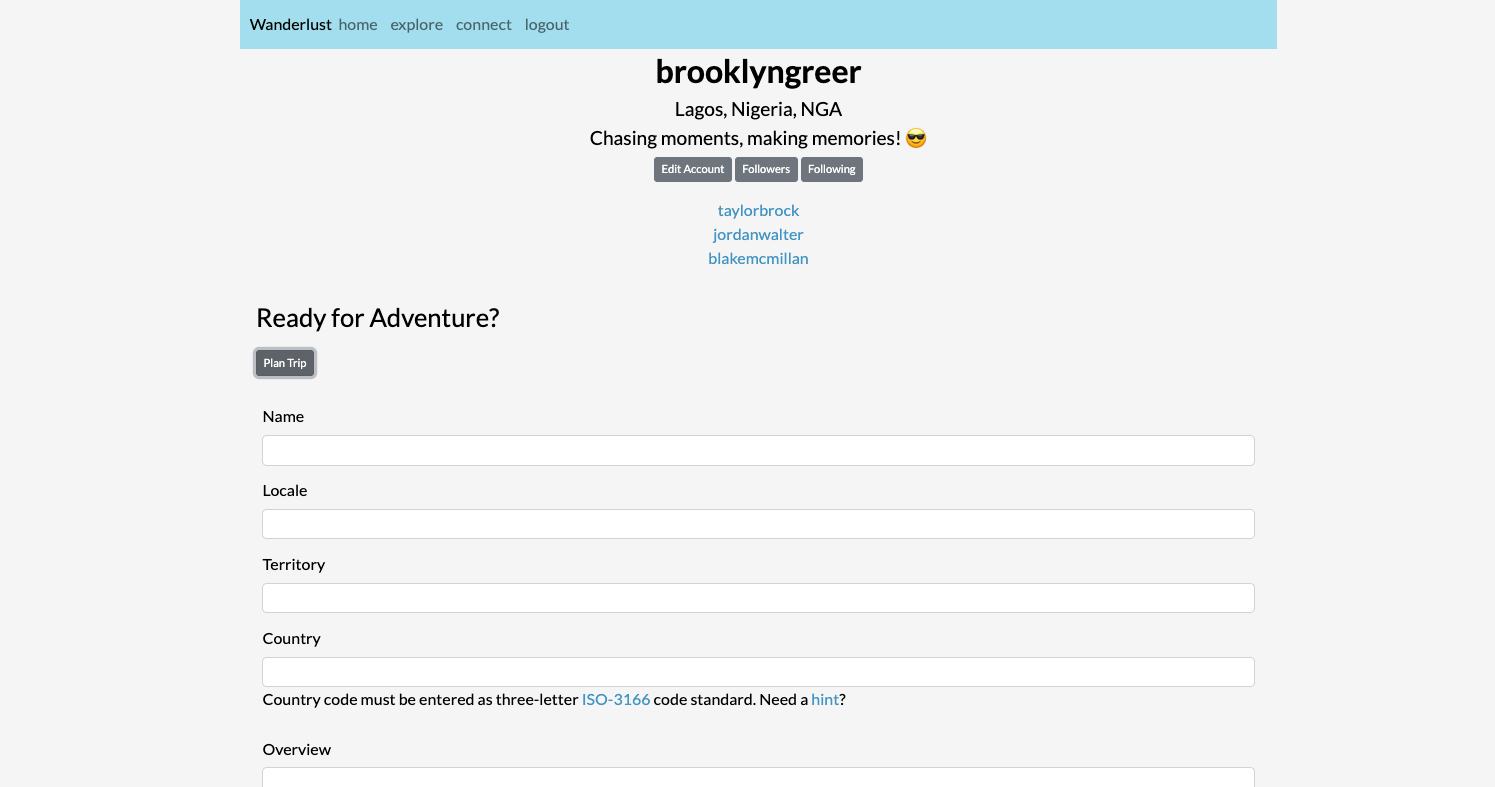 Wanderlust home explore connect logout
brooklyngreer
Lagos, Nigeria, NGA
Chasing moments, making memories! 😎
Edit Account Followers Following
taylorbrock
jordanwalter
blakemcmillan
Ready for Adventure?
Plan Trip
Name
Locale
Territory
Country
Country code must be entered as three-letter ISO-3166 code standard. Need a hint?
Overview